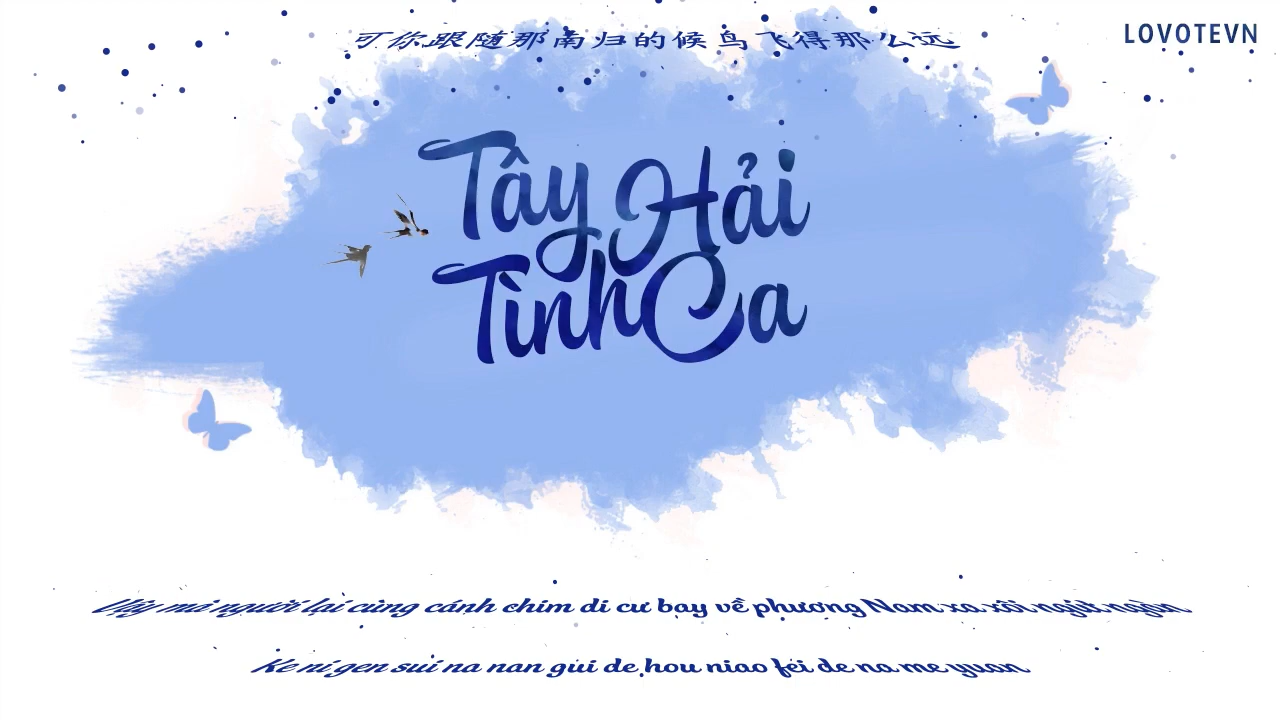 可你跟随那南归的候鸟飞得那么远
LOVOTEVN
Tây Hải
Tình Ca
Vậy mà người lại cùng cánh chim di cư bay về phương Nam xa xôi ngút ngàn
Ke ni gen sui na nan gui de hou niao fei de na me yuan